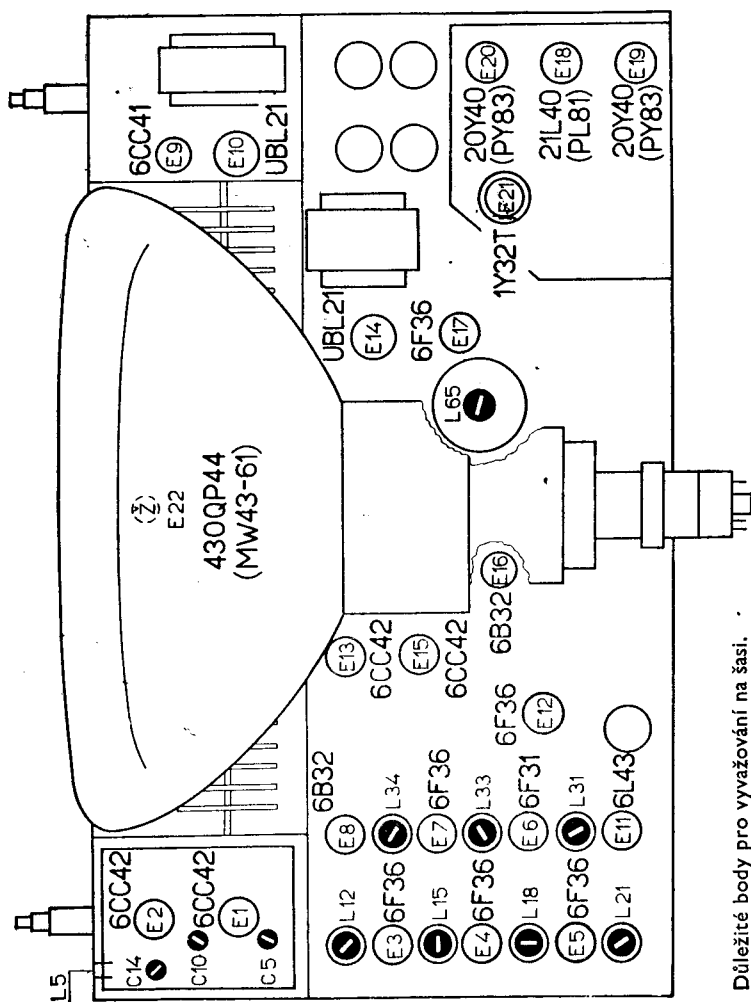 L5
C14
6CC42
E2
C10
6CC42
E1
C5
6CC41
E9
E10
UBL21
E22
430QP44
(MW43-61)
L12
E3
6F36
L15
E4
6F36
L18
E5
6F36
L21
E8
6B32
L34
E7
6F36
L33
E6
6F31
L31
E11
6L43
E13
6CC42
E15
6CC42
6F36
E12
6B32
E16
UBL21
E14
6F36
E17
L65
1Y32T
E21
20Y40
(PY83)
E20
21L40
(PL81)
E18
20Y40
(PY83)
E19
Důležité body pro vyvažování na šasi.